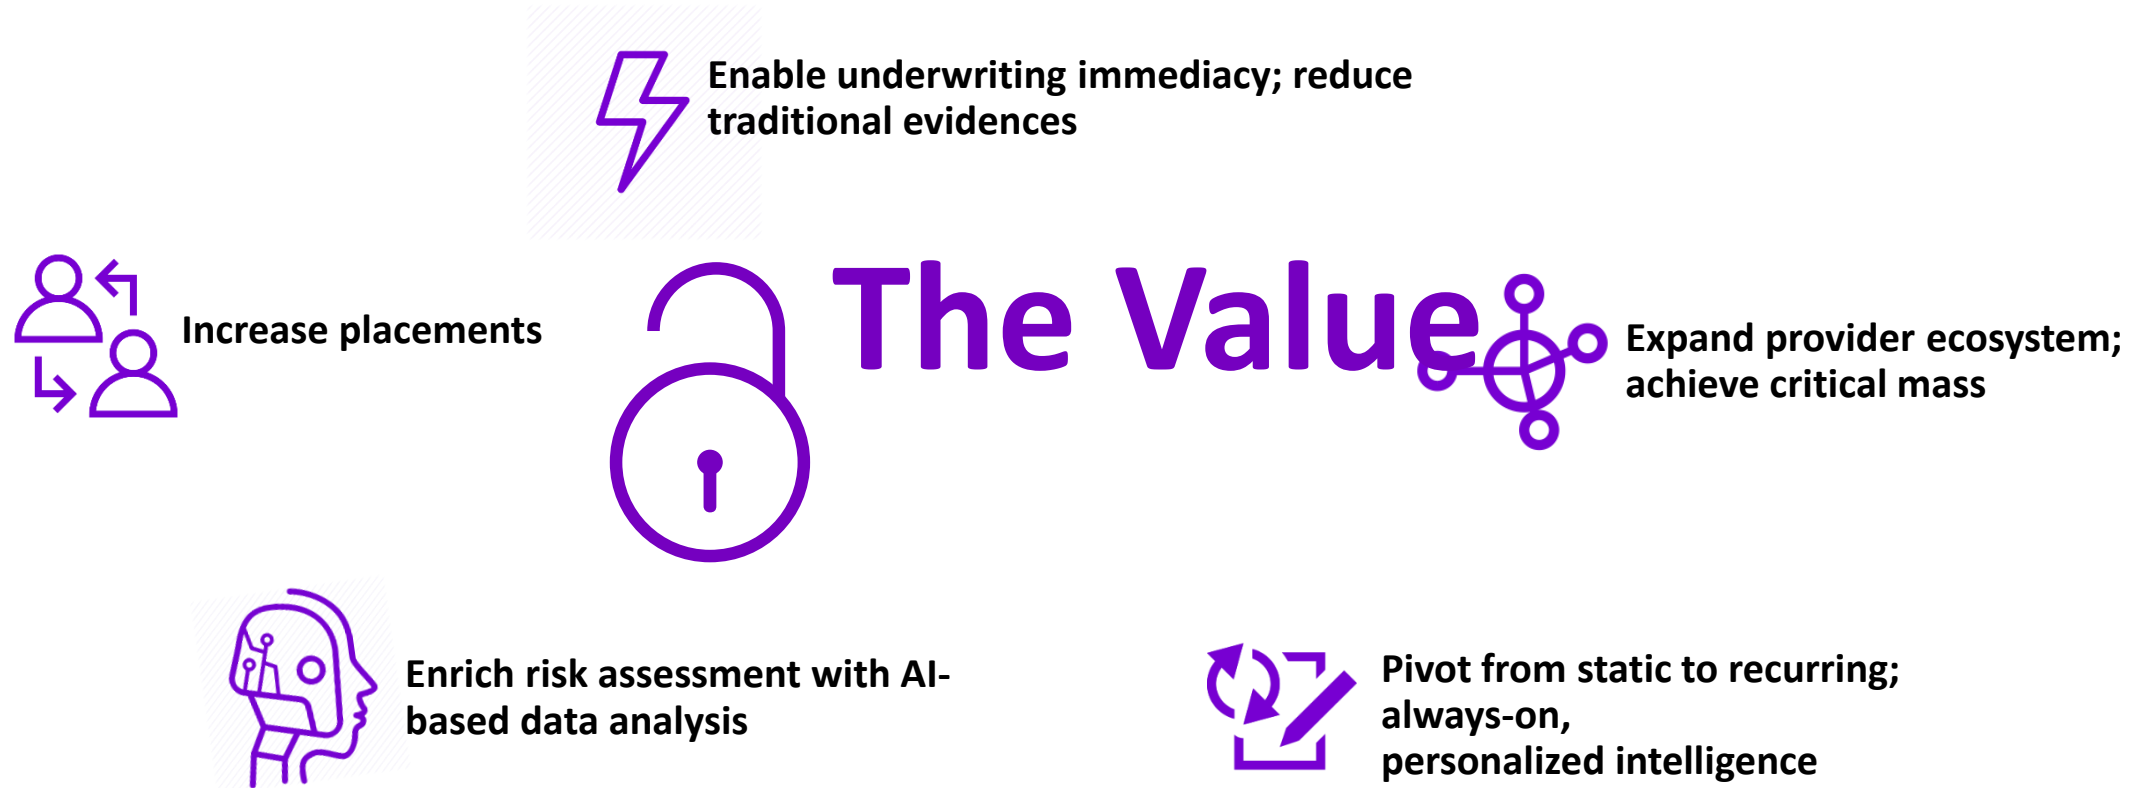 Enable underwriting immediacy; reduce
traditional evidences
The Value
Increase placements
Expand provider ecosystem;
achieve critical mass
Enrich risk assessment with AI-
based data analysis
Pivot from static to recurring;
always-on,
personalized intelligence